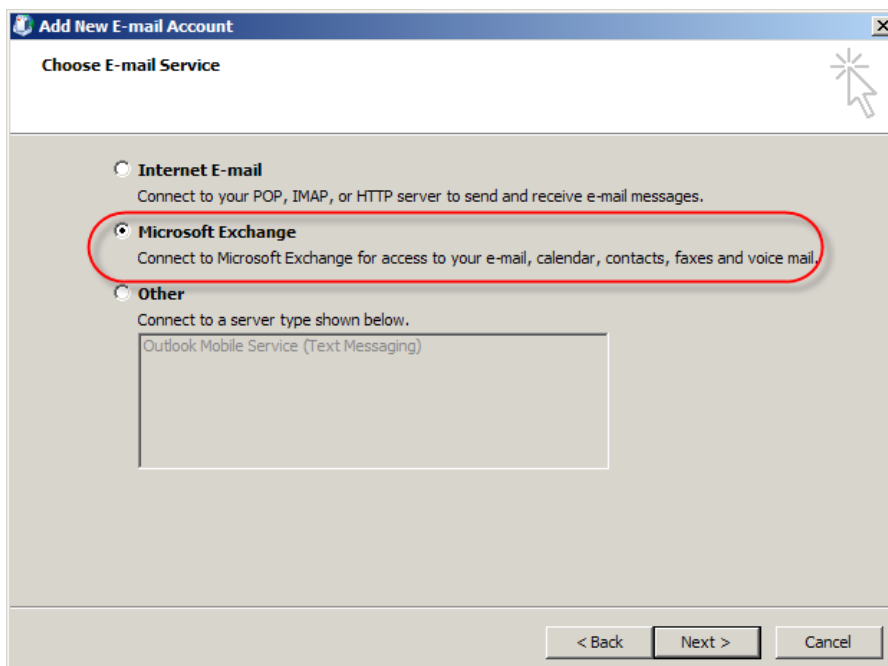 Add New E-mail Account
Choose E-mail Service
Internet E-mail
Connect to your POP, IMAP, or HTTP server to send and receive e-mail messages.
Microsoft Exchange
Connect to Microsoft Exchange for access to your e-mail, calendar, contacts, faxes and voice mail.
Other
Connect to a server type shown below.
Outlook Mobile Service (Text Messaging)
< Back Next > Cancel